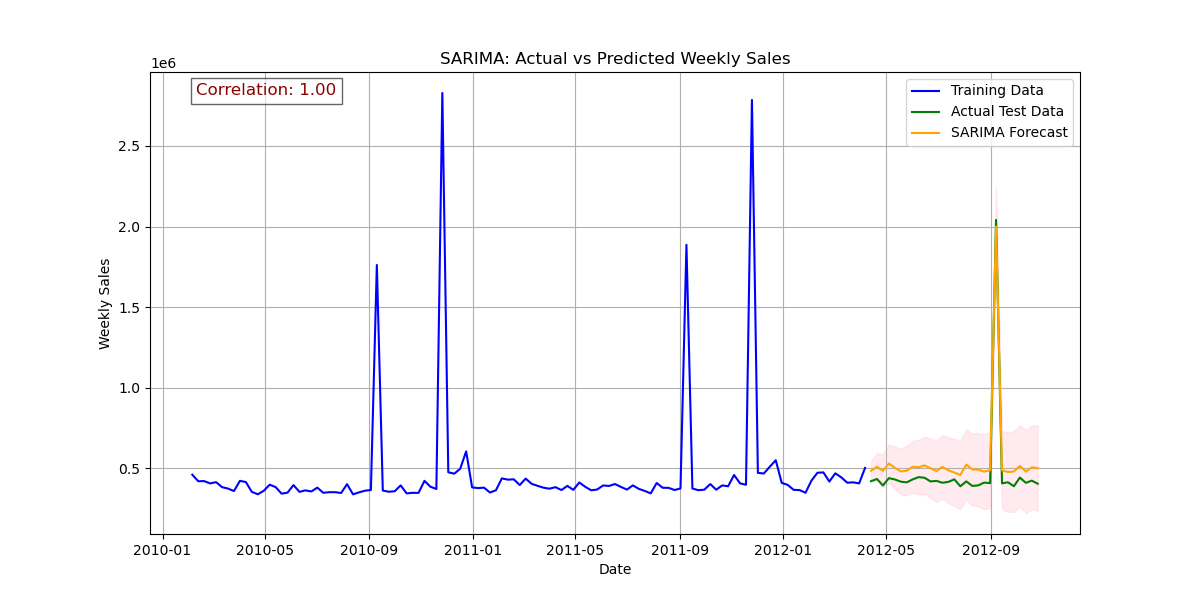 SARIMA: Actual vs Predicted Weekly Sales
1e6
Correlation: 1.00
Training Data
Actual Test Data
SARIMA Forecast
2.5
2.0
1.5
1.0
0.5
Weekly Sales
2010-01 2010-05 2010-09 2011-01 2011-05 2011-09 2012-01 2012-05 2012-09
Date